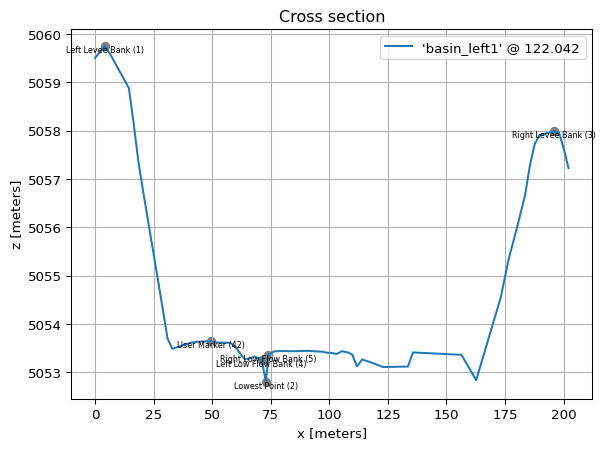 Cross section
'basin_left1' @ 122.042
Left Levee Bank (1)
Right Levee Bank (3)
User Marker (42)
Right Low Flow Bank (5)
Left Low Flow Bank (4)
Lowest Point (2)
z [meters]
5060
5059
5058
5057
5056
5055
5054
5053
0 25 50 75 100 125 150 175 200
x [meters]